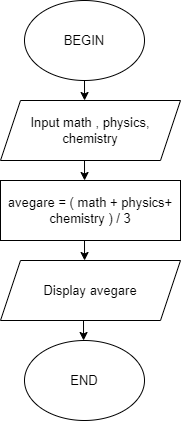 BEGIN
Input math , physics,
chemistry
avegare = ( math + physics+
chemistry ) / 3
Display avegare
END